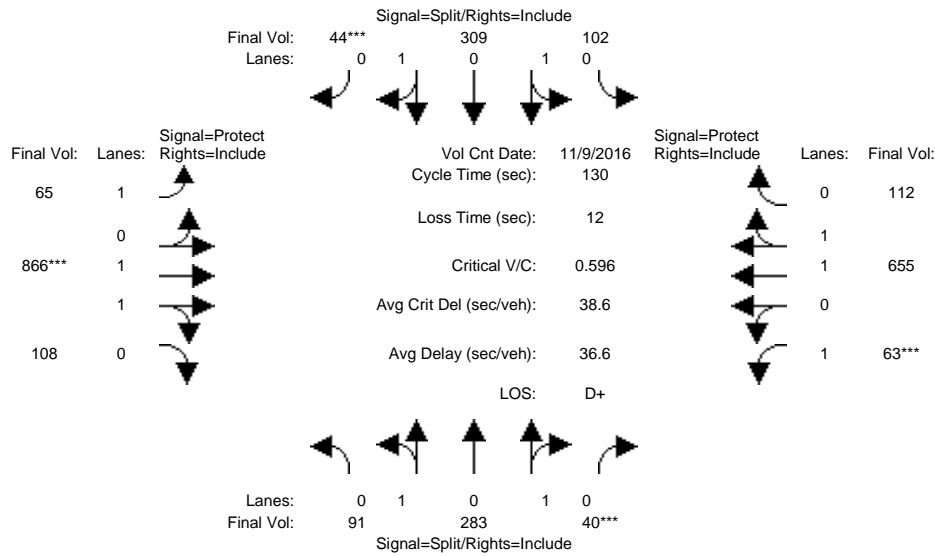 Signal=Split/Rights=Include
Final Vol: 44*** 309 102
Lanes: 0 1 0 1 0
Signal=Protect Signal=Protect
Final Vol: Lanes: Rights=Include Vol Cnt Date: 11/9/2016 Rights=Include Lanes: Final Vol:
Cycle Time (sec): 130
65 1 0 112
Loss Time (sec): 12
0 1
866*** 1 Critical V/C: 0.596 1 655
1 Avg Crit Del (sec/veh): 38.6 0
108 0 Avg Delay (sec/veh): 36.6 1 63***
LOS: D+
Lanes: 0 1 0 1 0
Final Vol: 91 283 40***
Signal=Split/Rights=Include